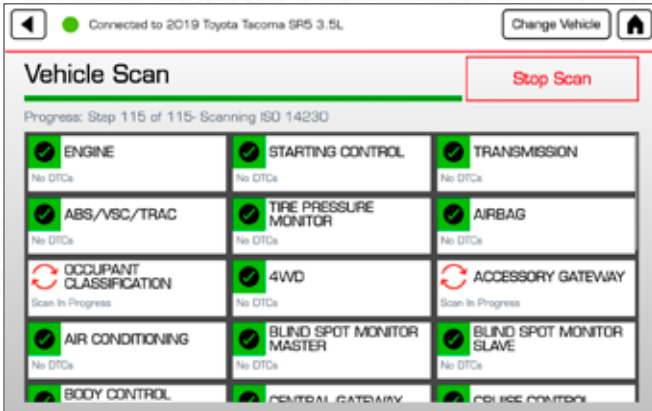 Connected to 2019 Toyota Tacoma SR5 3.5L
Change Vehicle
Vehicle Scan
Stop Scan
Progress: Step 115 of 115- Scanning ISO 14230
ENGINE
No DTCs
STARTING CONTROL
No DTCs
TRANSMISSION
No DTCs
ABS/VSC/TRAC
No DTCs
TIRE PRESSURE
MONITOR
No DTCs
AIRBAG
No DTCs
OCCUPANT
CLASSIFICATION
Scan In Progress
4WD
No DTCs
ACCESSORY GATEWAY
Scan In Progress
AIR CONDITIONING
No DTCs
BLIND SPOT MONITOR
MASTER
No DTCs
BLIND SPOT MONITOR
SLAVE
No DTCs
BODY CONTROL
CENTRAL GATEWAY
CRUISE CONTROL